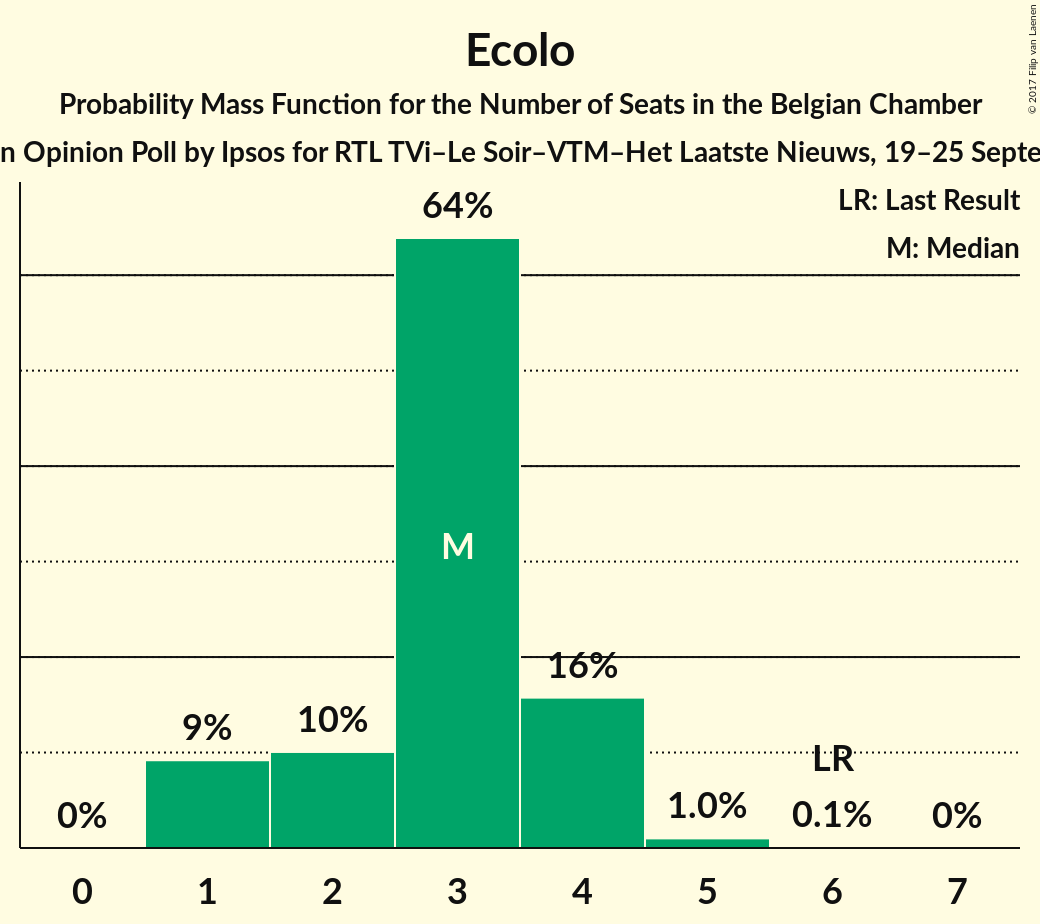 Ecolo
Probability Mass Function for the Number of Seats in the Belgian Chamber
n Opinion Poll by Ipsos for RTL TVi–Le Soir–VTM–Het Laatste Nieuws, 19–25 Septe
© 2017 Filip van Laenen
LR: Last Result
M: Median
64%
M
16%
10%
9%
LR
1.0%
0.1%
0%
0%
0 1 2 3 4 5 6 7